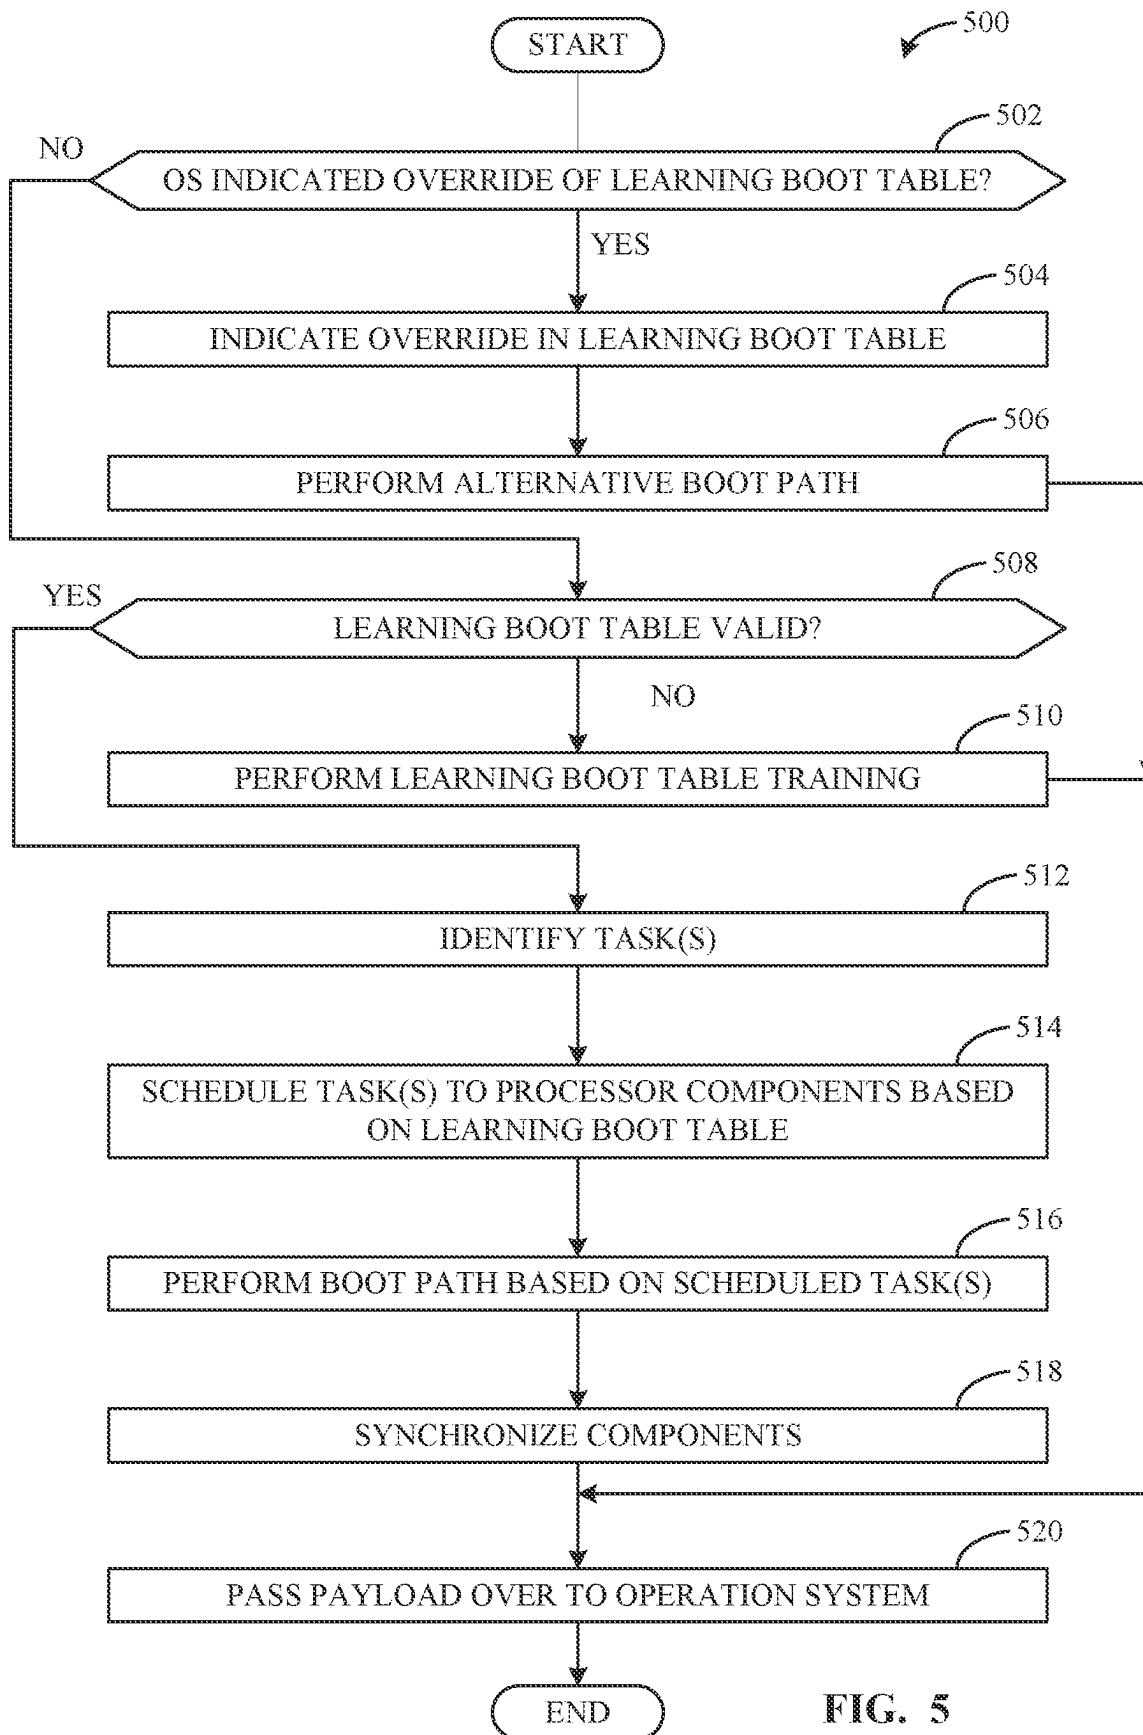 START
500
502
NO
OS INDICATED OVERRIDE OF LEARNING BOOT TABLE?
YES
504
INDICATE OVERRIDE IN LEARNING BOOT TABLE
506
PERFORM ALTERNATIVE BOOT PATH
508
YES
LEARNING BOOT TABLE VALID?
NO
510
PERFORM LEARNING BOOT TABLE TRAINING
512
IDENTIFY TASK(S)
514
SCHEDULE TASK(S) TO PROCESSOR COMPONENTS BASED
ON LEARNING BOOT TABLE
516
PERFORM BOOT PATH BASED ON SCHEDULED TASK(S)
518
SYNCHRONIZE COMPONENTS
520
PASS PAYLOAD OVER TO OPERATION SYSTEM
END
FIG. 5